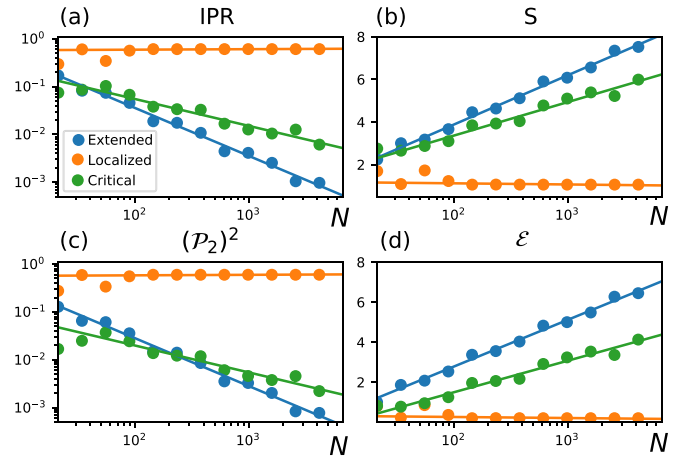 (a) IPR
10⁰
10⁻¹
10⁻²
10⁻³
Extended
Localized
Critical
10²
10³
N
(b) S
8
6
4
2
10²
10³
N
(c) (𝒫₂)²
10⁰
10⁻¹
10⁻²
10⁻³
10²
10³
N
(d) ℰ
8
6
4
2
10²
10³
N